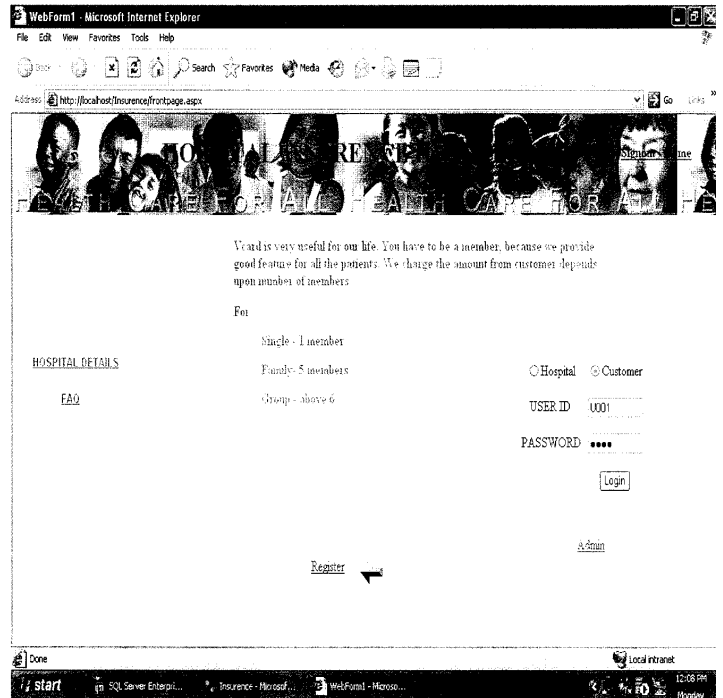 WebForm1 - Microsoft Internet Explorer
File Edit View Favorites Tools Help
Back Search Favorites Media
Address http://localhost/Insurence/frontpage.aspx Go Links
HEALTH CARE FOR ALL HEALTH CARE FOR ALL HE
Vcard is very useful for our life. You have to be a member, because we provide
good feature for all the patients. We charge the amount from customer depends
upon number of members
For
Single - 1 member
Family- 5 members
Group - above 6
HOSPITAL DETAILS
FAQ
Hospital Customer
USER ID U001
PASSWORD ••••
Login
Admin
Register
Done Local intranet
start SQL Server Enterpri... Insurence - Microsof... WebForm1 - Microso... 12:08 PM
Monday